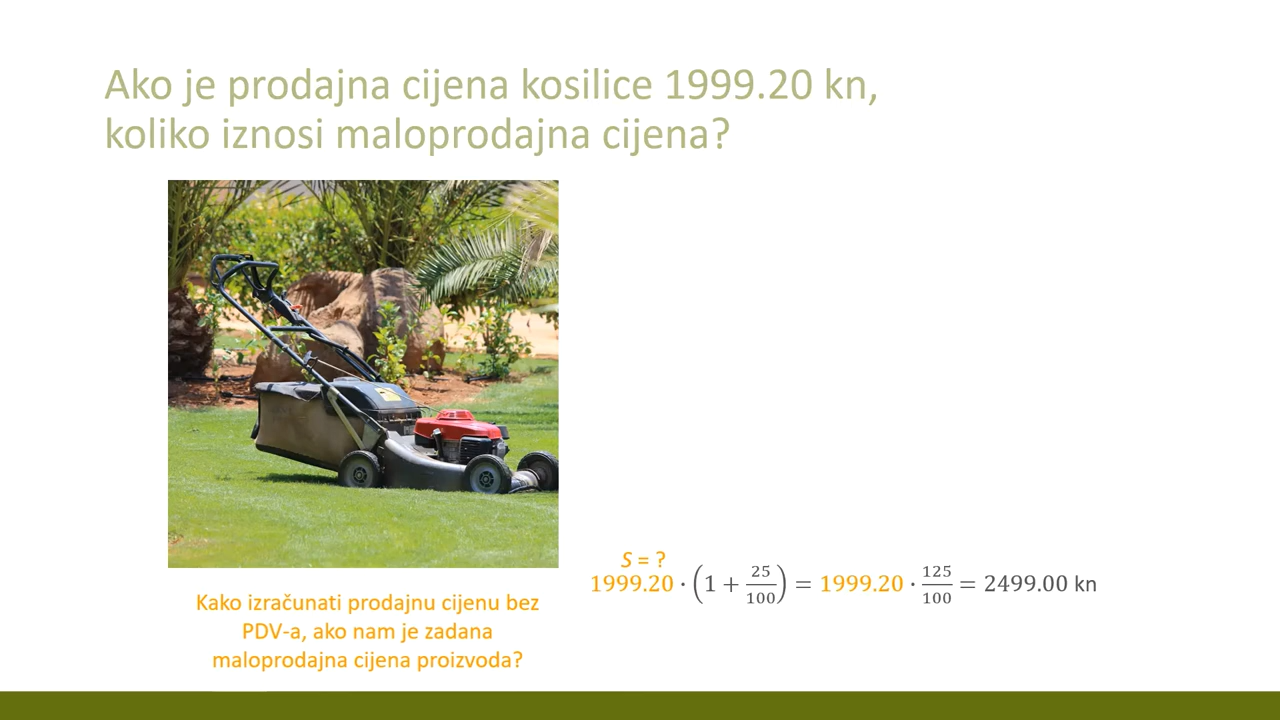 Ako je prodajna cijena kosilice 1999.20 kn,
koliko iznosi maloprodajna cijena?
S = ?
1999.20 · (1 + 25/100) = 1999.20 · 125/100 = 2499.00 kn
Kako izračunati prodajnu cijenu bez
PDV-a, ako nam je zadana
maloprodajna cijena proizvoda?